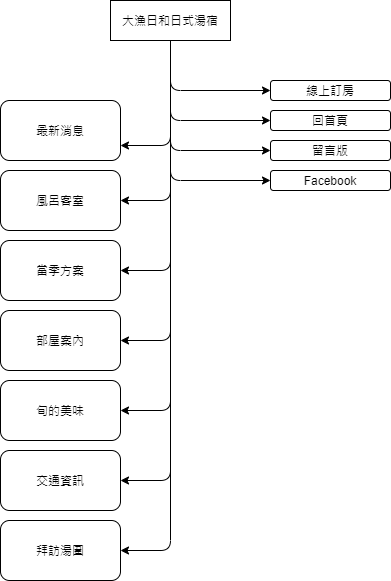 大漁日和日式湯宿
線上訂房
回首頁
留言版
Facebook
最新消息
風呂客室
當季方案
部屋案內
旬的美味
交通資訊
拜訪湯圍